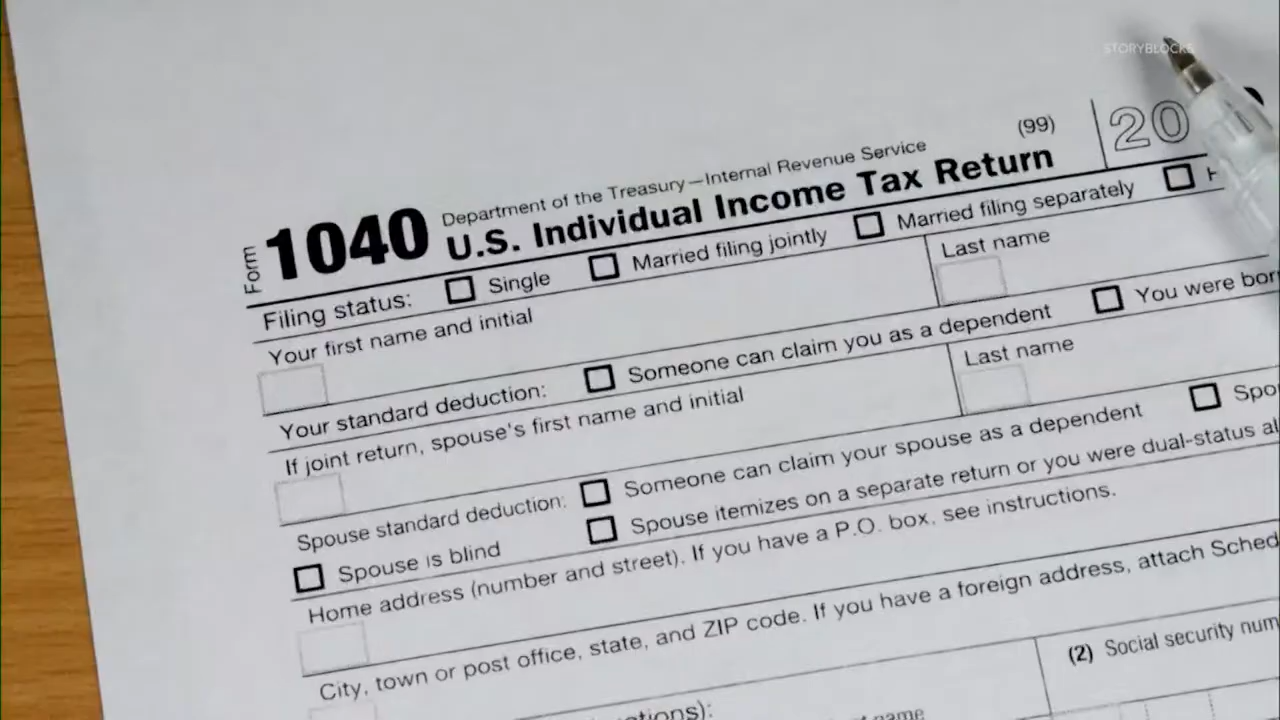 STORYBLOCKS
(99)
20
Department of the Treasury—Internal Revenue Service
Form 1040 U.S. Individual Income Tax Return
Filing status: Single Married filing jointly Married filing separately H
Your first name and initial Last name
Your standard deduction: Someone can claim you as a dependent You were bor
If joint return, spouse's first name and initial Last name
Spouse standard deduction: Someone can claim your spouse as a dependent Spo
Spouse is blind Spouse itemizes on a separate return or you were dual-status al
Home address (number and street). If you have a P.O. box, see instructions.
City, town or post office, state, and ZIP code. If you have a foreign address, attach Sched
(2) Social security num
ctions):
name